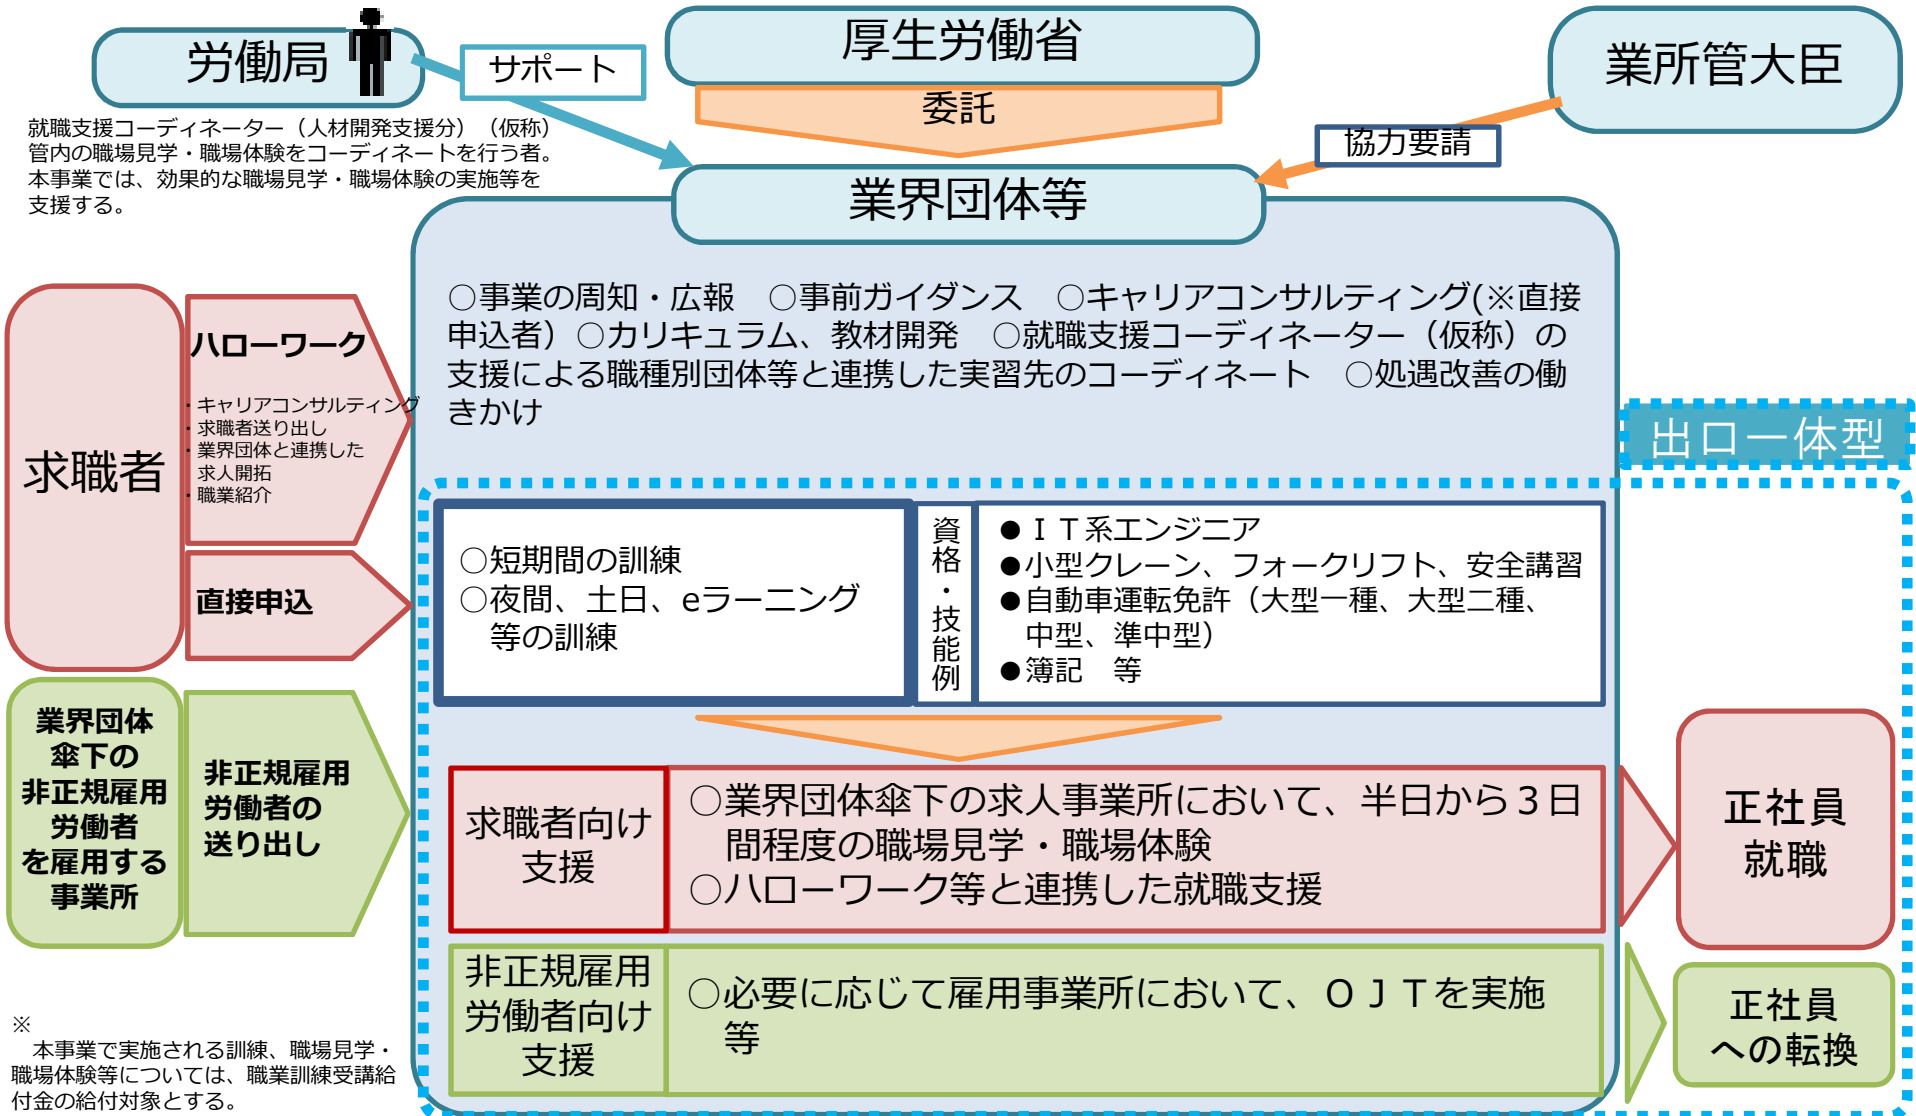 労働局
サポート
厚生労働省
委託
業所管大臣
協力要請
就職支援コーディネーター（人材開発支援分）（仮称）
管内の職場見学・職場体験をコーディネートを行う者。
本事業では、効果的な職場見学・職場体験の実施等を
支援する。
業界団体等
○事業の周知・広報　○事前ガイダンス　○キャリアコンサルティング(※直接
申込者）○カリキュラム、教材開発　○就職支援コーディネーター（仮称）の
支援による職種別団体等と連携した実習先のコーディネート　○処遇改善の働
きかけ
求職者
ハローワーク
・キャリアコンサルティング
・求職者送り出し
・業界団体と連携した
求人開拓
・職業紹介
直接申込
出口一体型
○短期間の訓練
○夜間、土日、eラーニング
等の訓練
資格・技能例
●ＩＴ系エンジニア
●小型クレーン、フォークリフト、安全講習
●自動車運転免許（大型一種、大型二種、
中型、準中型）
●簿記　等
業界団体
傘下の
非正規雇用
労働者
を雇用する
事業所
非正規雇用
労働者の
送り出し
求職者向け
支援
○業界団体傘下の求人事業所において、半日から３日
間程度の職場見学・職場体験
○ハローワーク等と連携した就職支援
正社員
就職
非正規雇用
労働者向け
支援
○必要に応じて雇用事業所において、ＯＪＴを実施
等
正社員
への転換
※
本事業で実施される訓練、職場見学・
職場体験等については、職業訓練受講給
付金の給付対象とする。